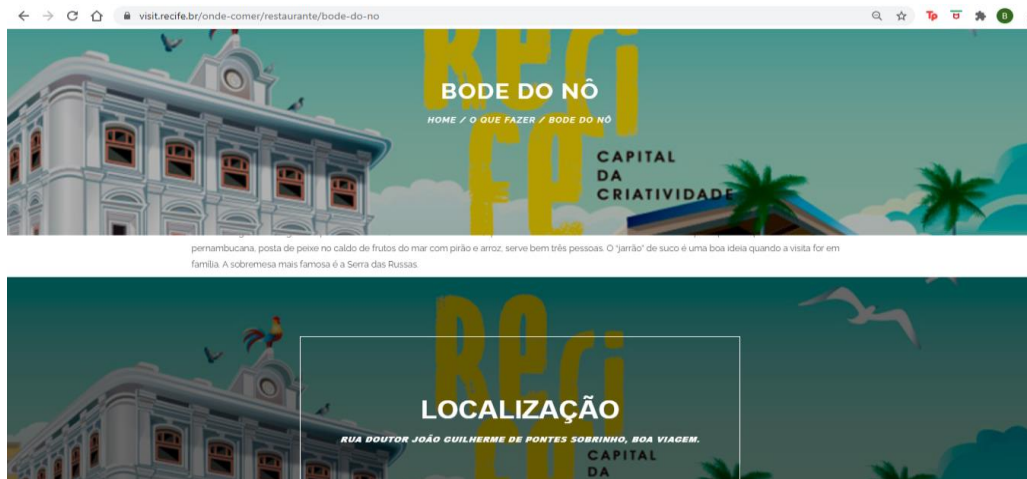 visit.recife.br/onde-comer/restaurante/bode-do-no
B
Reci
fe
BODE DO NÔ
HOME / O QUE FAZER / BODE DO NÔ
CAPITAL
DA
CRIATIVIDADE
pernambucana, posta de peixe no caldo de frutos do mar com pirão e arroz, serve bem três pessoas. O "jarrão" de suco é uma boa ideia quando a visita for em
família. A sobremesa mais famosa é a Serra das Russas.
Reci
LOCALIZAÇÃO
RUA DOUTOR JOÃO GUILHERME DE PONTES SOBRINHO, BOA VIAGEM.
CAPITAL
DA